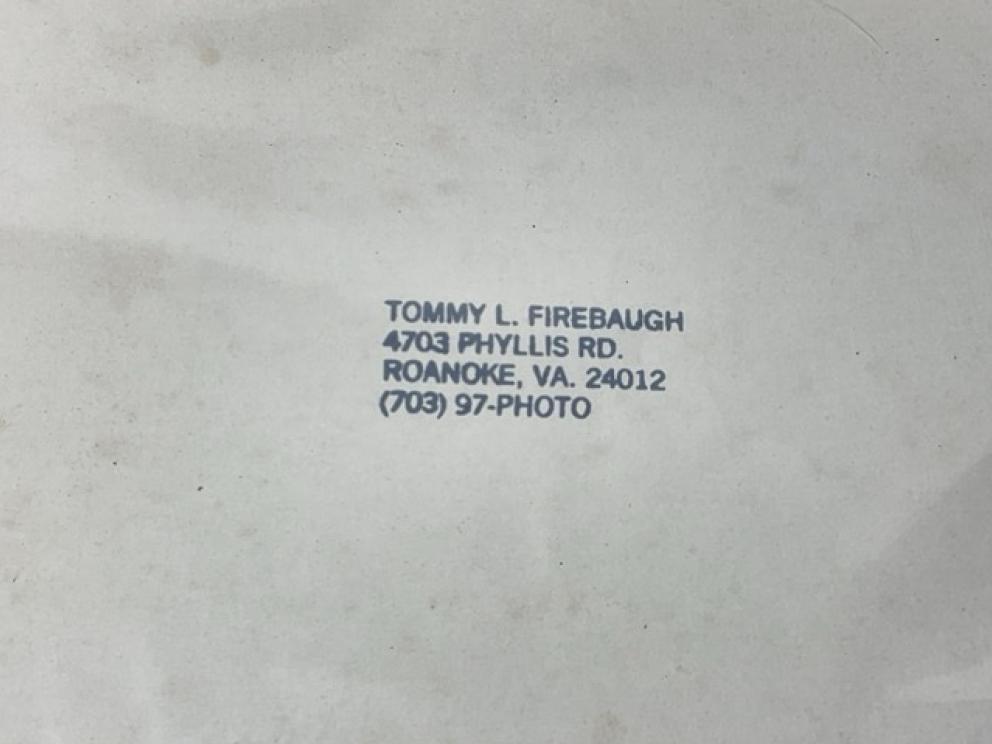 TOMMY L. FIREBAUGH
4703 PHYLLIS RD.
ROANOKE, VA. 24012
(703) 97-PHOTO